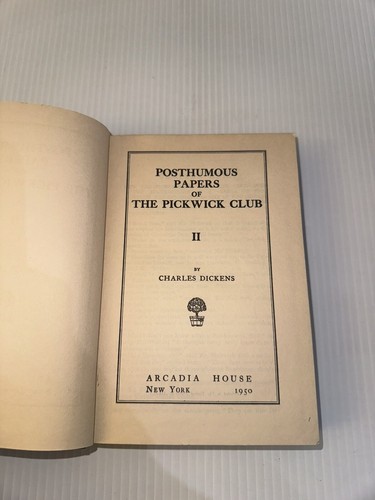 POSTHUMOUS
PAPERS
OF
THE PICKWICK CLUB
II
BY
CHARLES DICKENS
ARCADIA HOUSE
NEW YORK 1950